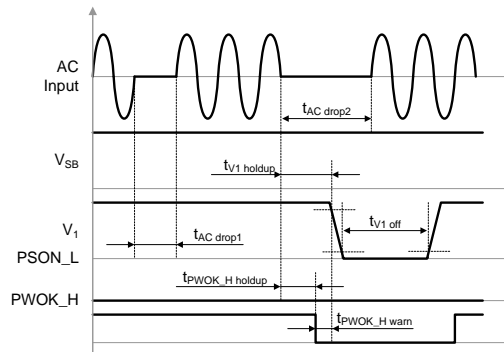 AC
Input
tAC drop2
VSB
tV1 holdup
V1
tAC drop1
tV1 off
PSON_L
tPWOK_H holdup
PWOK_H
tPWOK_H warn